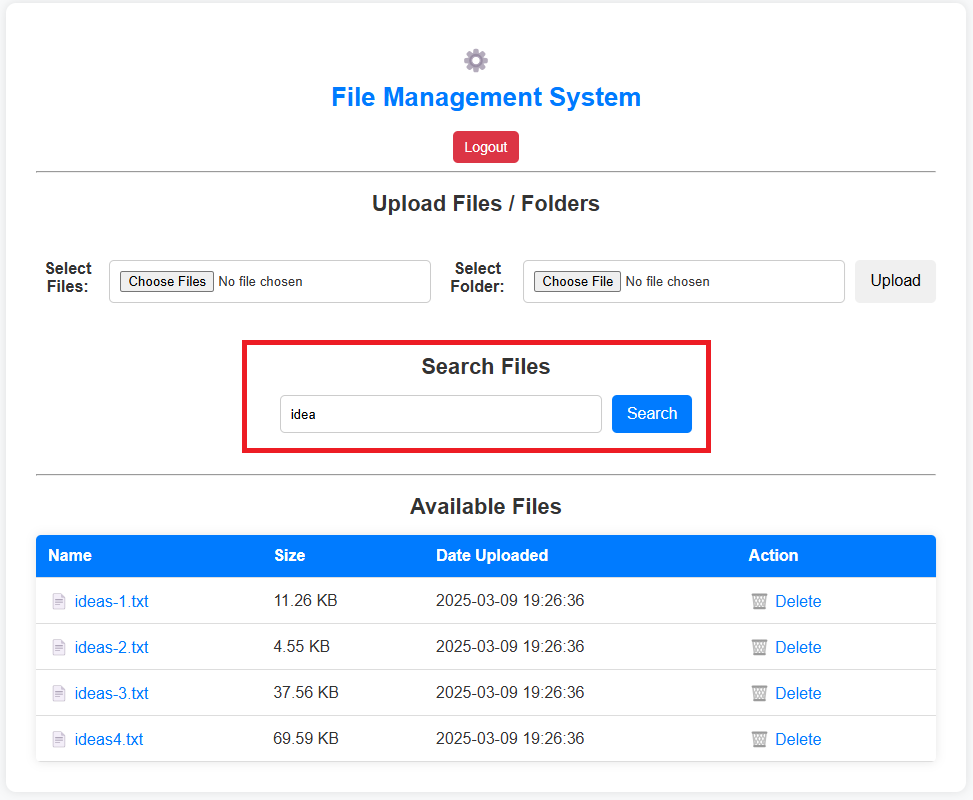 File Management System
Logout
Upload Files / Folders
Select Files: Choose Files No file chosen Select Folder: Choose File No file chosen Upload
Search Files
idea Search
Available Files
Name Size Date Uploaded Action
ideas-1.txt 11.26 KB 2025-03-09 19:26:36 Delete
ideas-2.txt 4.55 KB 2025-03-09 19:26:36 Delete
ideas-3.txt 37.56 KB 2025-03-09 19:26:36 Delete
ideas4.txt 69.59 KB 2025-03-09 19:26:36 Delete